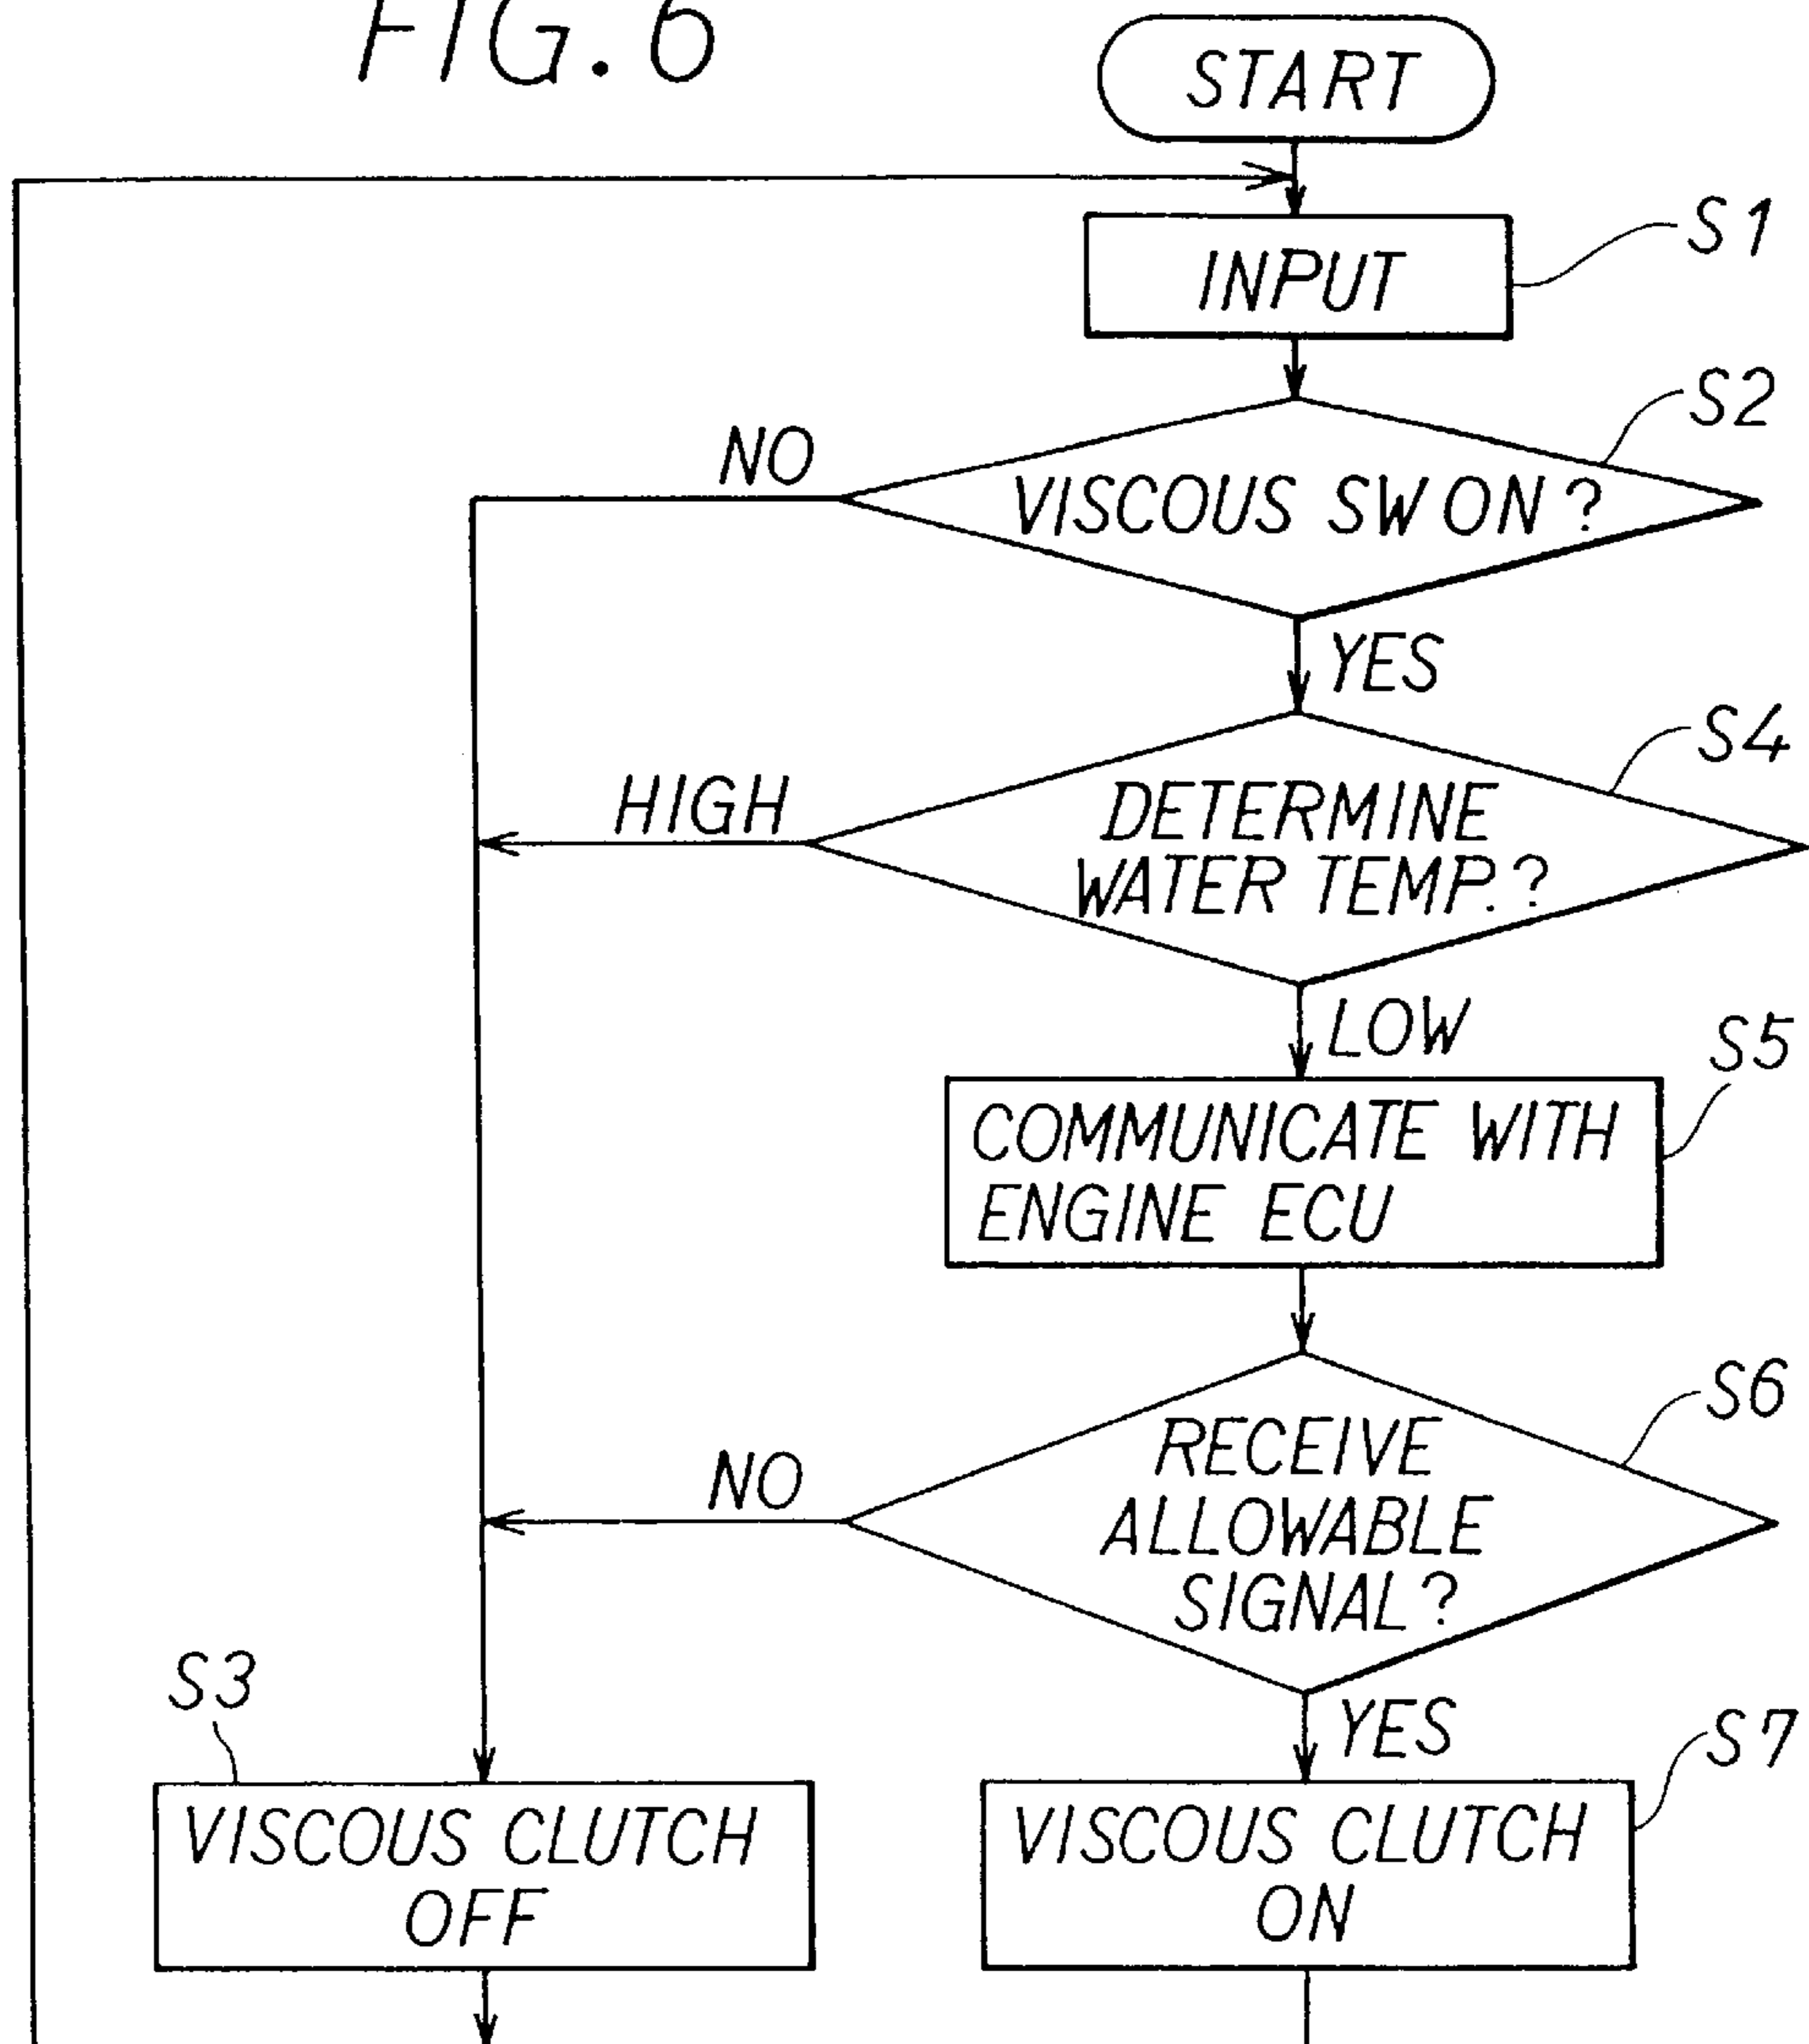 FIG. 6
START
INPUT
S1
S2
NO
VISCOUS SW ON ?
YES
S4
HIGH
DETERMINE
WATER TEMP. ?
LOW
S5
COMMUNICATE WITH
ENGINE ECU
S6
NO
RECEIVE
ALLOWABLE
SIGNAL ?
YES
S3
S7
VISCOUS CLUTCH
OFF
VISCOUS CLUTCH
ON